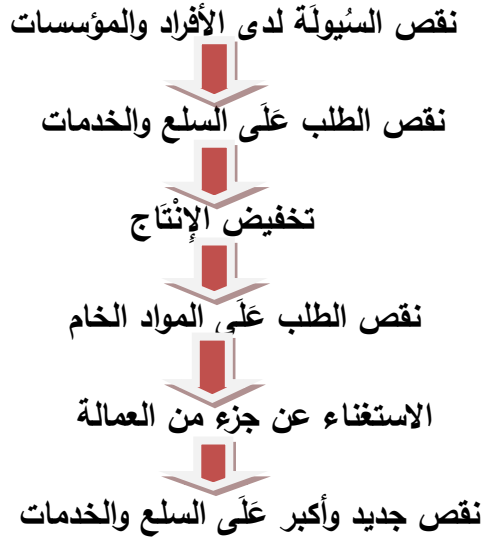 نقص السُيولَة لدى الأفراد والمؤسسات
نقص الطلب عَلَى السلع والخدمات
تخفيض الإِنْتَاج
نقص الطلب عَلَى المواد الخام
الاستغناء عن جزء من العمالة
نقص جديد وأكبر عَلَى السلع والخدمات